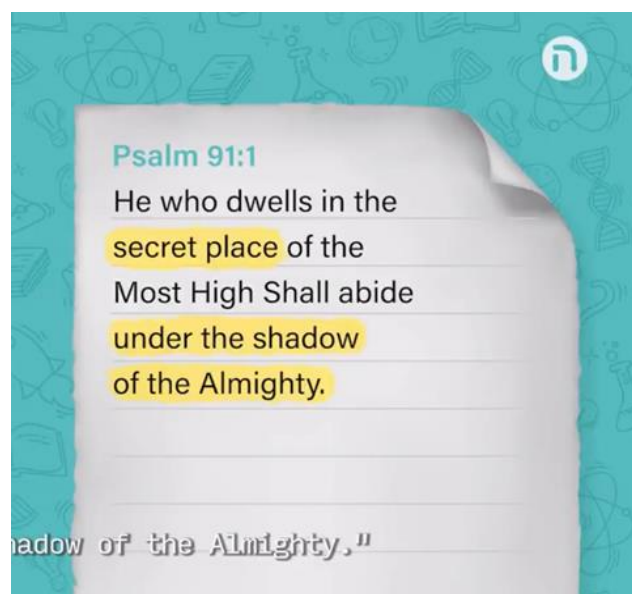 Psalm 91:1
He who dwells in the
secret place of the
Most High Shall abide
under the shadow
of the Almighty.
of the Almighty."